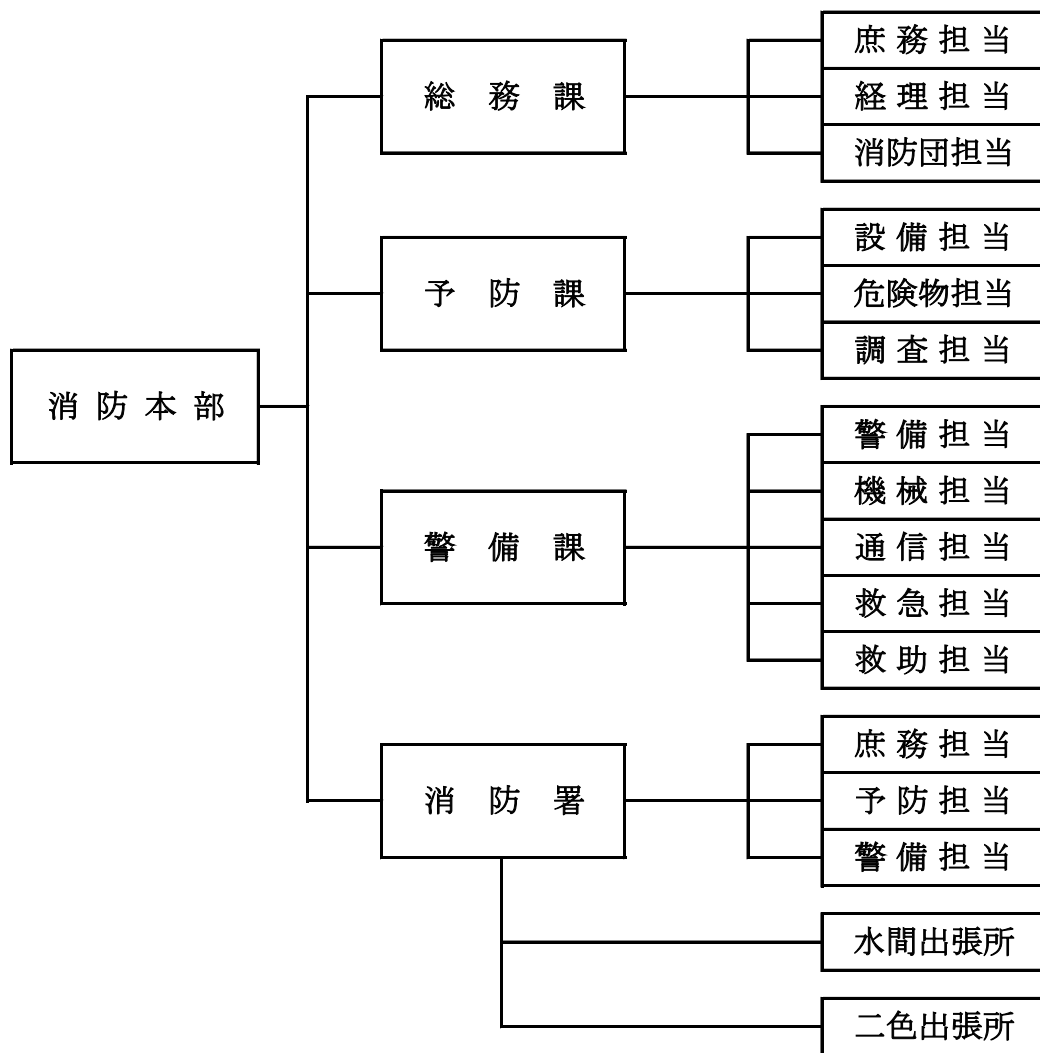 消防本部
総務課
庶務担当
経理担当
消防団担当
予防課
設備担当
危険物担当
調査担当
警備課
警備担当
機械担当
通信担当
救急担当
救助担当
消防署
庶務担当
予防担当
警備担当
水間出張所
二色出張所